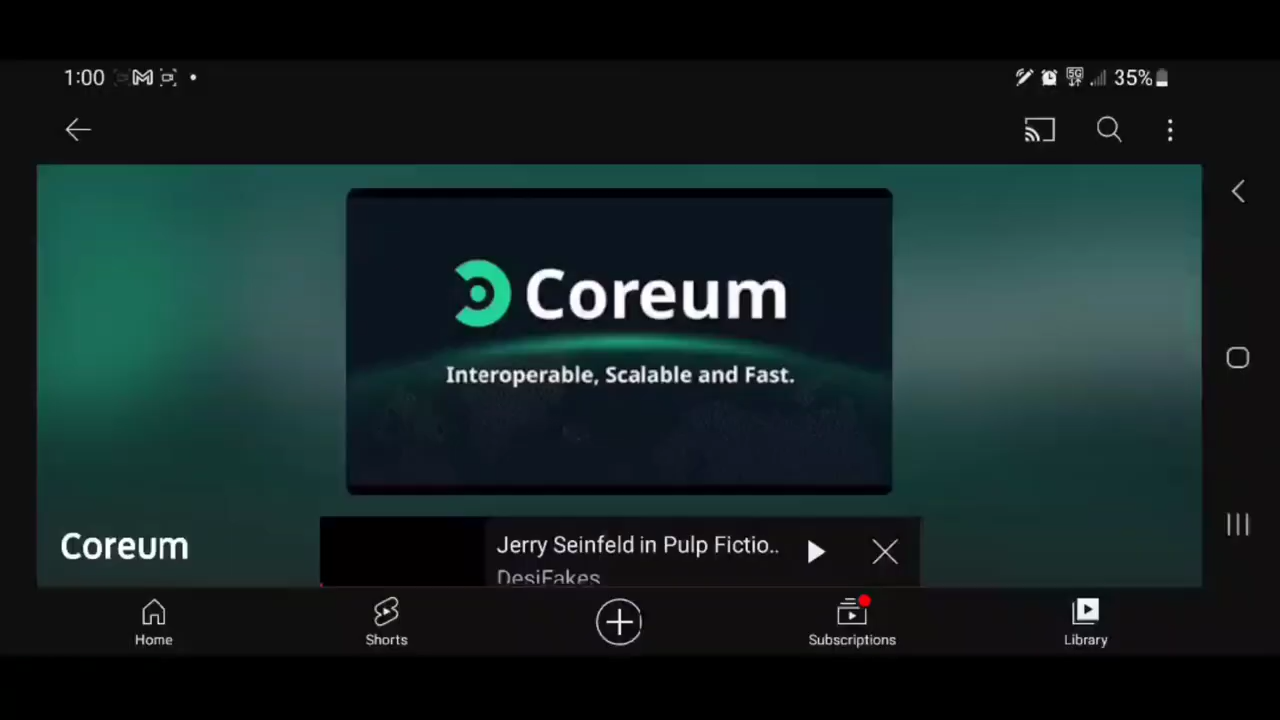 1:00
5G
35%
Coreum
Interoperable, Scalable and Fast.
Coreum
Jerry Seinfeld in Pulp Fictio..
DesiFakes
Home
Shorts
Subscriptions
Library